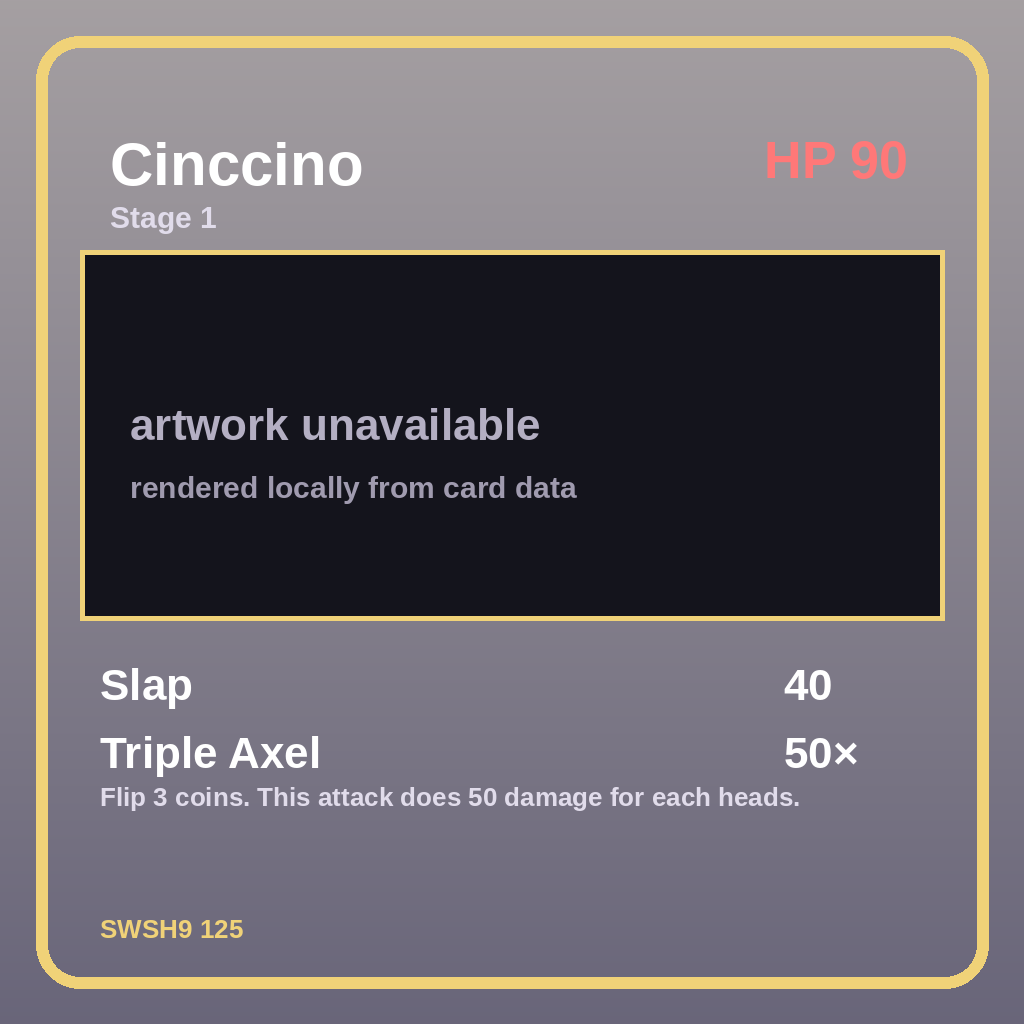 Cinccino
HP 90
Stage 1
artwork unavailable
rendered locally from card data
Slap 40
Triple Axel 50×
Flip 3 coins. This attack does 50 damage for each heads.
SWSH9 125